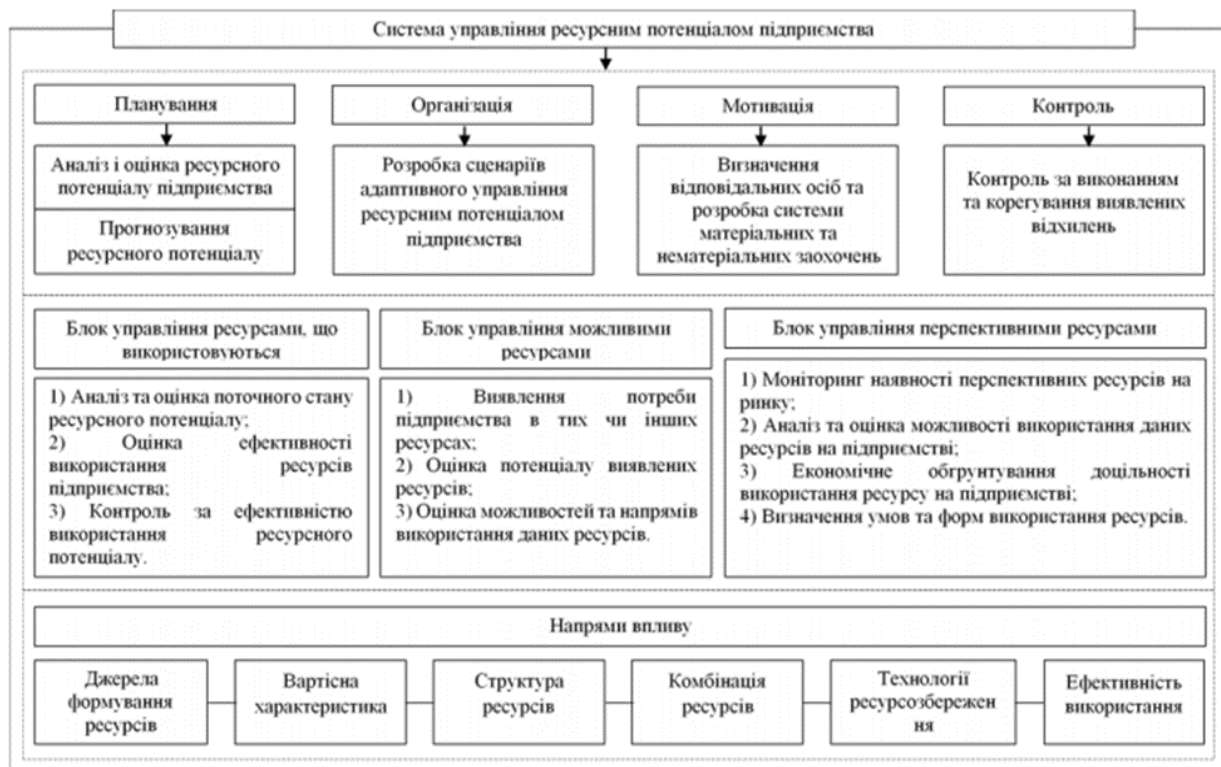 Система управління ресурсним потенціалом підприємства
Планування
Організація
Мотивація
Контроль
Аналіз і оцінка ресурсного
потенціалу підприємства
Прогнозування
ресурсного потенціалу
Розробка сценаріїв
адаптивного управління
ресурсним потенціалом
підприємства
Визначення
відповідальних осіб та
розробка системи
матеріальних та
нематеріальних заохочень
Контроль за виконанням
та корегування виявлених
відхилень
Блок управління ресурсами, що
використовуються
Блок управління можливими
ресурсами
Блок управління перспективними ресурсами
1) Аналіз та оцінка поточного стану
ресурсного потенціалу;
2) Оцінка ефективності
використання ресурсів
підприємства;
3) Контроль за ефективністю
використання ресурсного
потенціалу.
1) Виявлення потреби
підприємства в тих чи інших
ресурсах;
2) Оцінка потенціалу виявлених
ресурсів;
3) Оцінка можливостей та напрямів
використання даних ресурсів.
1) Моніторинг наявності перспективних ресурсів на
ринку;
2) Аналіз та оцінка можливості використання даних
ресурсів на підприємстві;
3) Економічне обгрунтування доцільності
використання ресурсу на підприємстві;
4) Визначення умов та форм використання ресурсів.
Напрями впливу
Джерела
формування
ресурсів
Вартісна
характеристика
Структура
ресурсів
Комбінація
ресурсів
Технології
ресурсозбережен
ня
Ефективність
використання